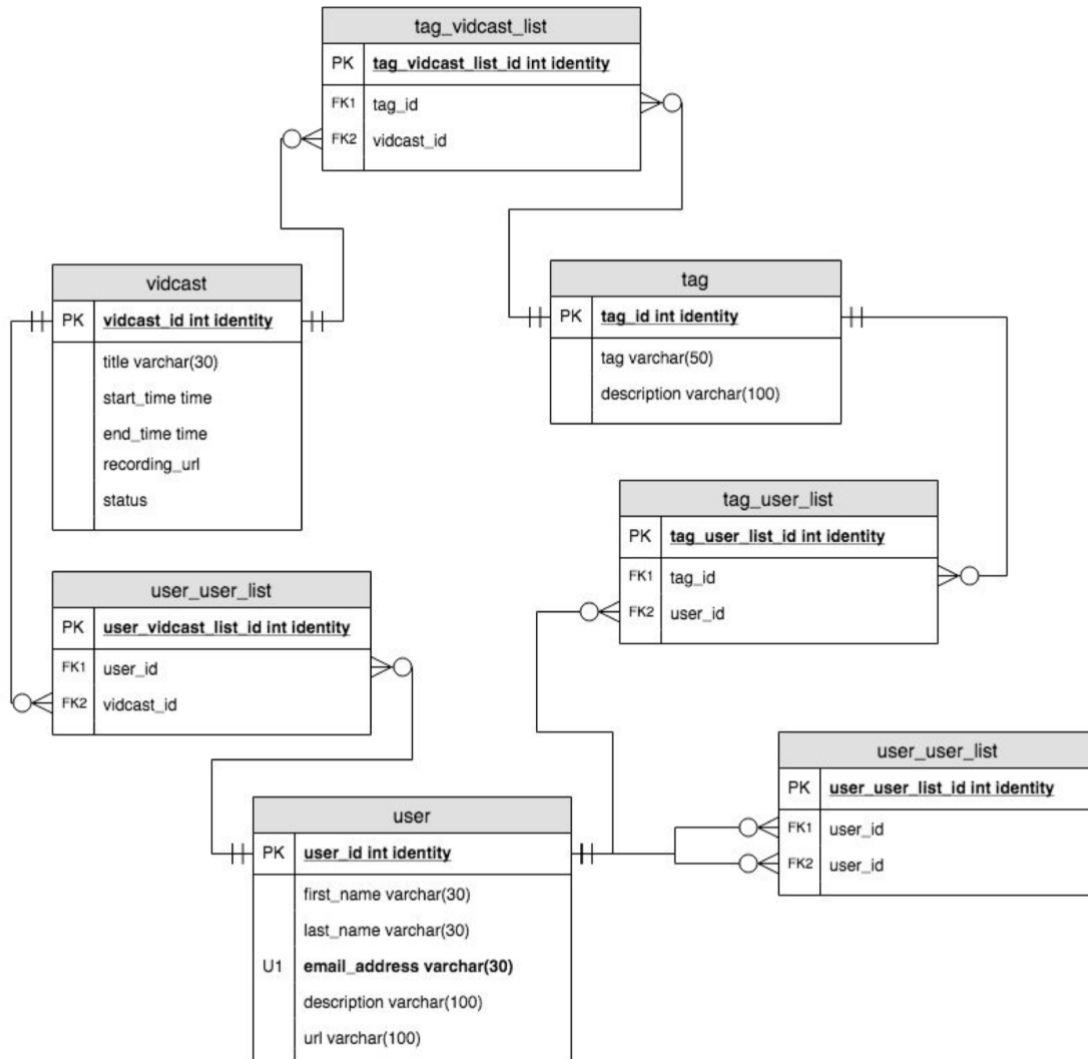 tag_vidcast_list
PK tag_vidcast_list_id int identity
FK1 tag_id
FK2 vidcast_id
vidcast
PK vidcast_id int identity
title varchar(30)
start_time time
end_time time
recording_url
status
tag
PK tag_id int identity
tag varchar(50)
description varchar(100)
tag_user_list
PK tag_user_list_id int identity
FK1 tag_id
FK2 user_id
user_user_list
PK user_vidcast_list_id int identity
FK1 user_id
FK2 vidcast_id
user_user_list
PK user_user_list_id int identity
FK1 user_id
FK2 user_id
user
PK user_id int identity
first_name varchar(30)
last_name varchar(30)
U1 email_address varchar(30)
description varchar(100)
url varchar(100)